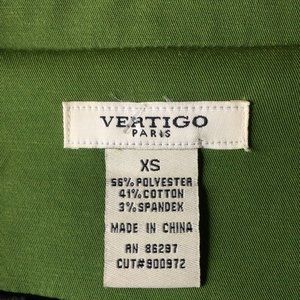 VERTIGO
PARIS
XS
56% POLYESTER
41% COTTON
3% SPANDEX
MADE IN CHINA
RN 86297
CUT# 900972